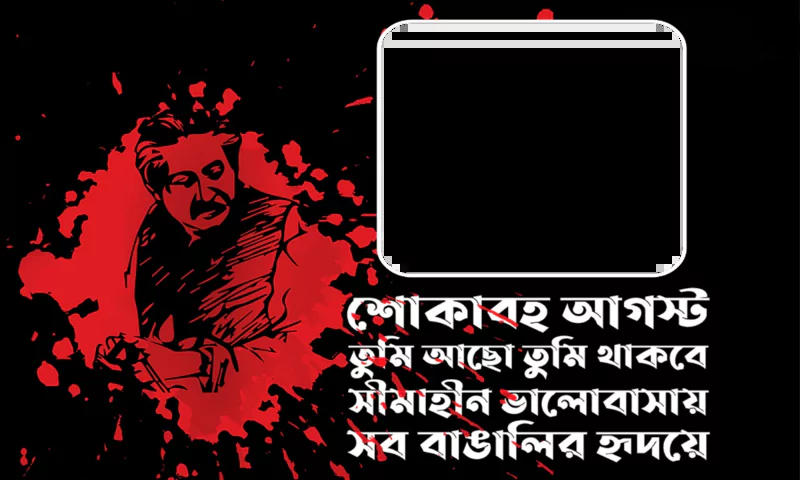 শোকাবহ আগস্ট
তুমি আছো তুমি থাকবে
সীমাহীন ভালোবাসায়
সব বাঙালির হৃদয়ে